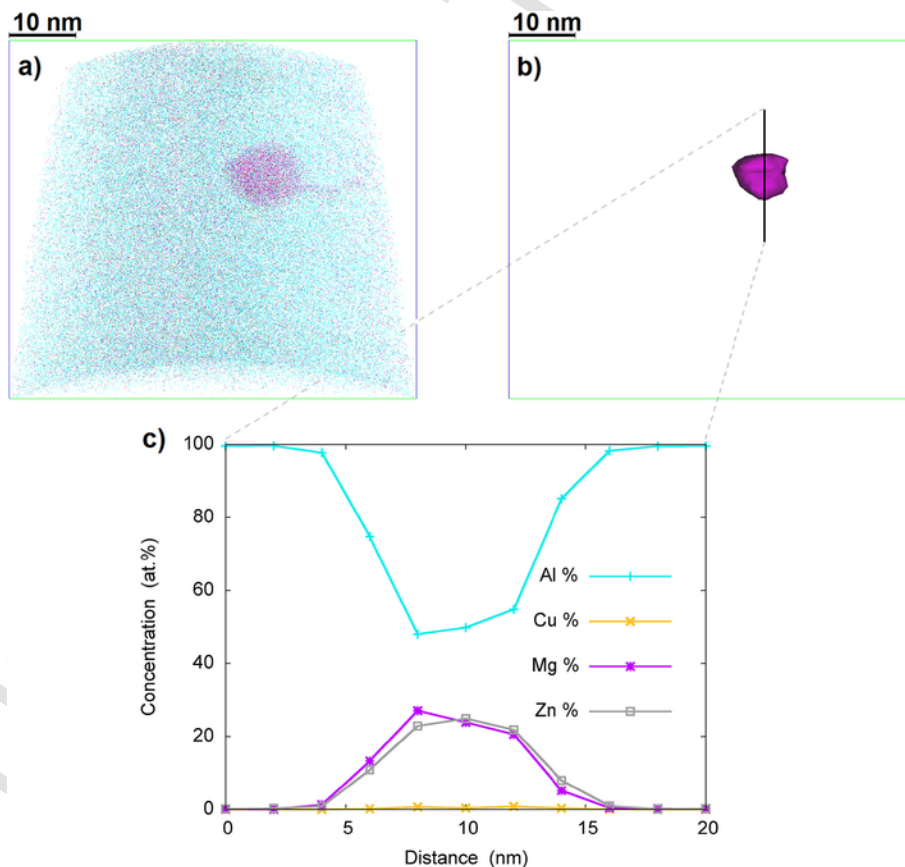 10 nm
10 nm
a)
b)
c)
100
80
60
40
20
0
Concentration (at.%)
Al %
Cu %
Mg %
Zn %
0 5 10 15 20
Distance (nm)